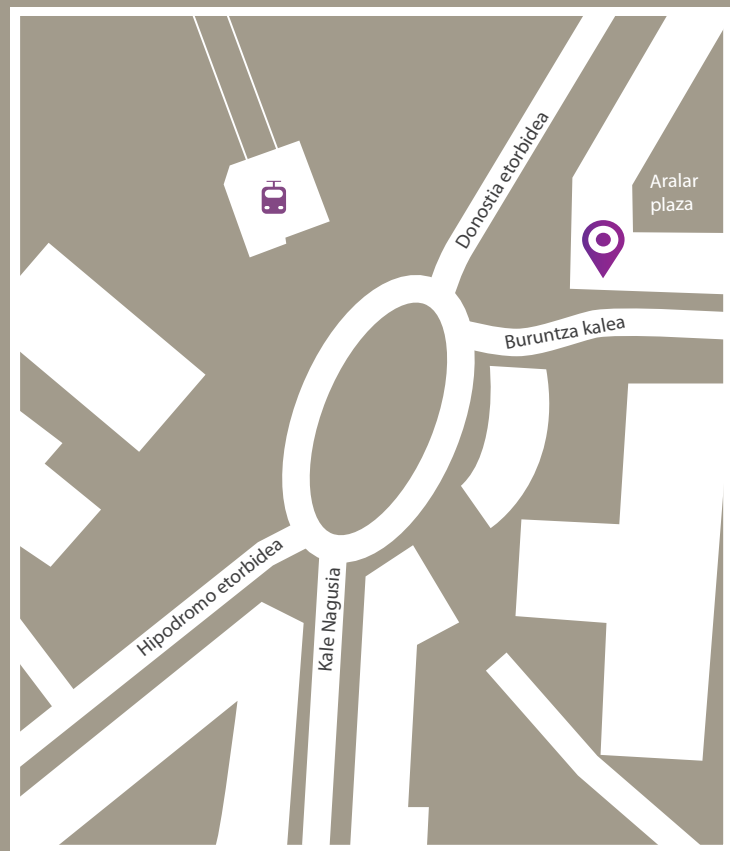 Donostia etorbidea
Aralar
plaza
Buruntza kalea
Hipodromo etorbidea
Kale Nagusia